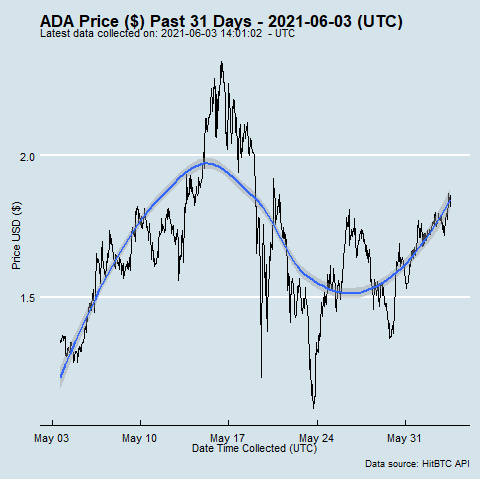 ADA Price ($) Past 31 Days - 2021-06-03 (UTC)
Latest data collected on: 2021-06-03 14:01:02  - UTC
Price USD ($)
2.0
1.5
May 03
May 10
May 17
May 24
May 31
Date Time Collected (UTC)
Data source: HitBTC API